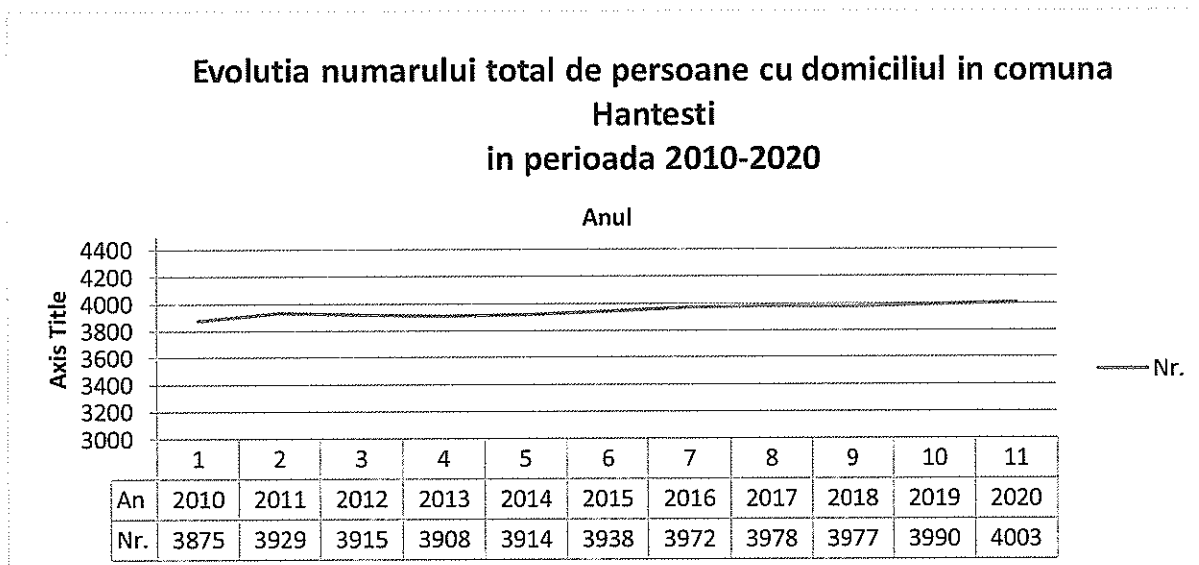 Evolutia numarului total de persoane cu domiciliul in comuna
Hantesti
in perioada 2010-2020
Anul
Axis Title
4400
4200
4000
3800
3600
3400
3200
3000
Nr.
1 2 3 4 5 6 7 8 9 10 11
An 2010 2011 2012 2013 2014 2015 2016 2017 2018 2019 2020
Nr. 3875 3929 3915 3908 3914 3938 3972 3978 3977 3990 4003